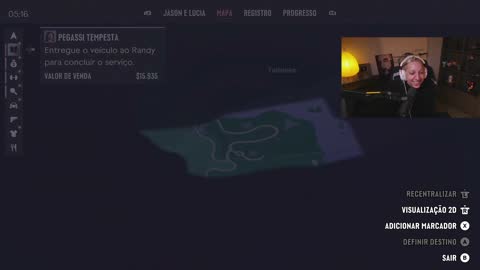 05:16
JASON E LUCIA MAPA REGISTRO PROGRESSO
PEGASSI TEMPESTA
Entregue o veículo ao Randy
para concluir o serviço.
VALOR DE VENDA $15.935
RECENTRALIZAR
VISUALIZAÇÃO 2D
ADICIONAR MARCADOR X
DEFINIR DESTINO A
SAIR B